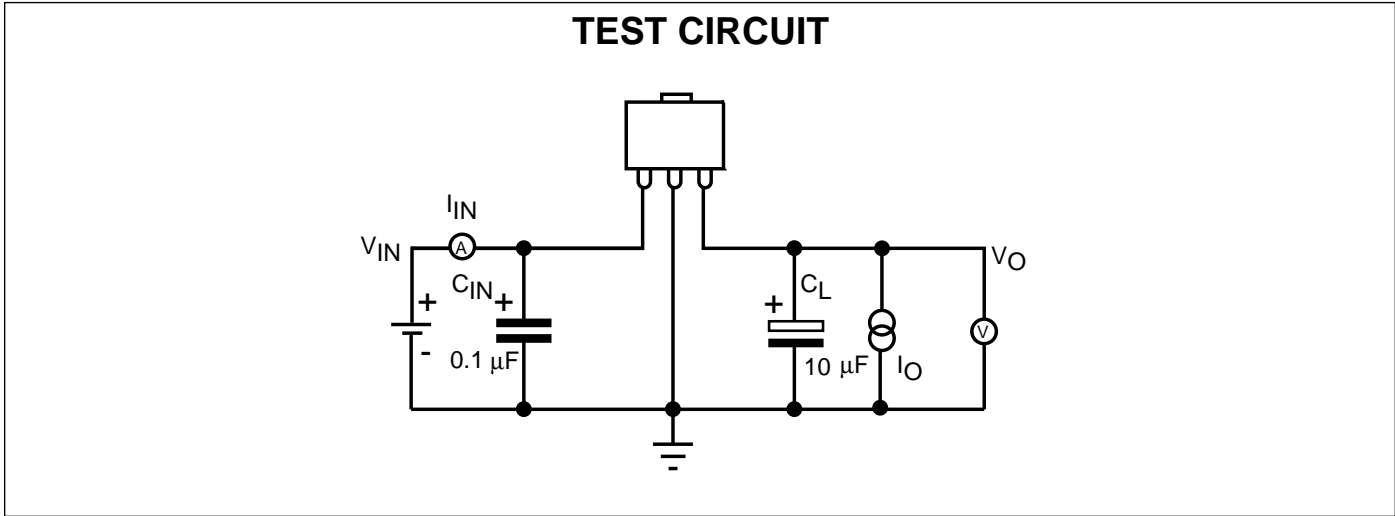 TEST CIRCUIT
IIN
VIN
A
VO
CIN
CL
+
+
+
V
-
0.1 μF
10 μF
IO